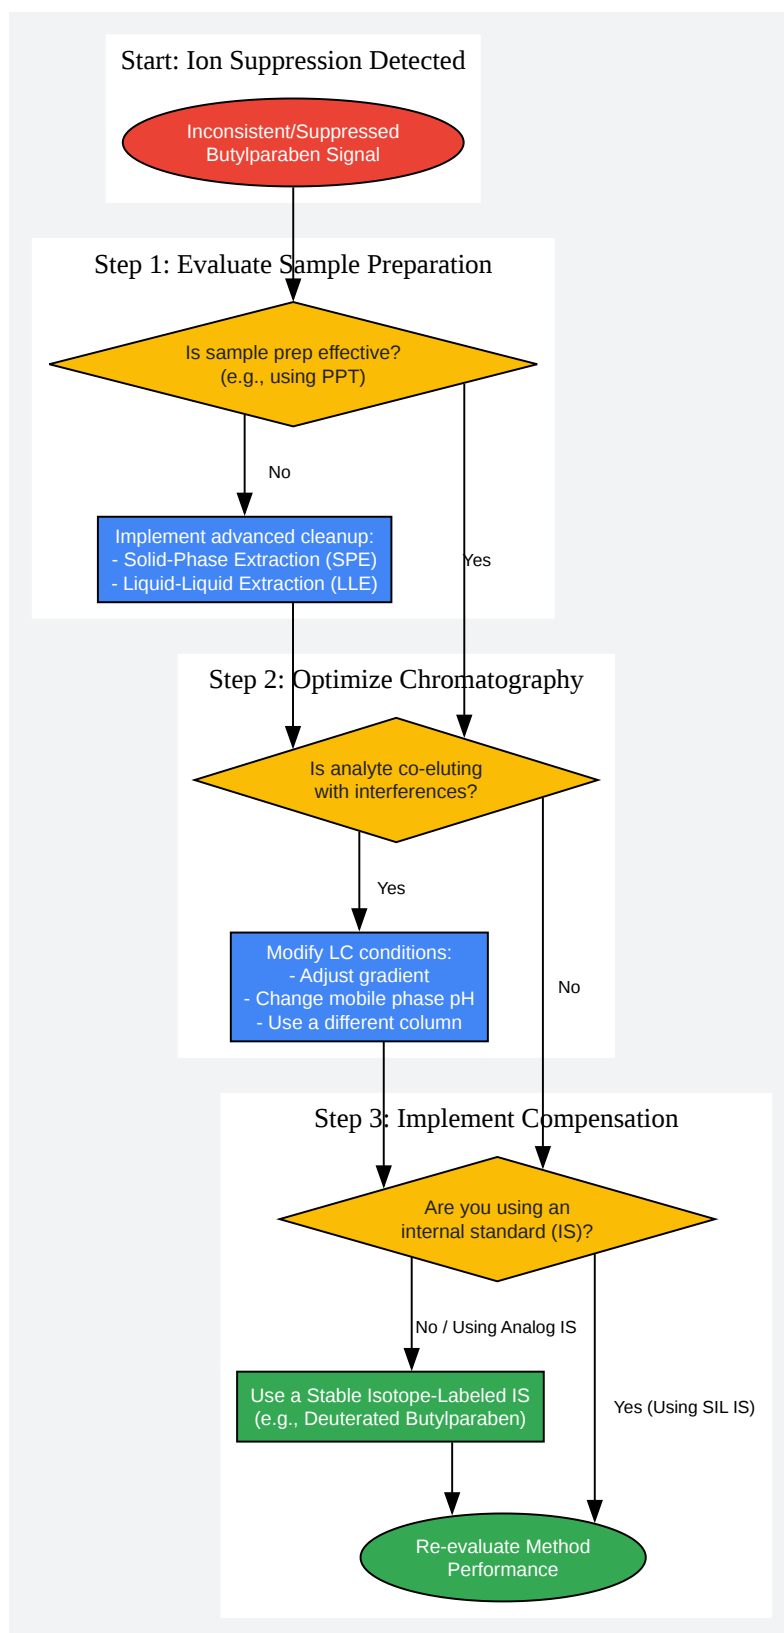 Start: Ion Suppression Detected
Inconsistent/Suppressed
Butylparaben Signal
Step 1: Evaluate Sample Preparation
Is sample prep effective?
(e.g., using PPT)
No
Implement advanced cleanup:
- Solid-Phase Extraction (SPE)
- Liquid-Liquid Extraction (LLE)
Yes
Step 2: Optimize Chromatography
Is analyte co-eluting
with interferences?
Yes
Modify LC conditions:
- Adjust gradient
- Change mobile phase pH
- Use a different column
No
Step 3: Implement Compensation
Are you using an
internal standard (IS)?
No / Using Analog IS
Use a Stable Isotope-Labeled IS
(e.g., Deuterated Butylparaben)
Yes (Using SIL IS)
Re-evaluate Method
Performance